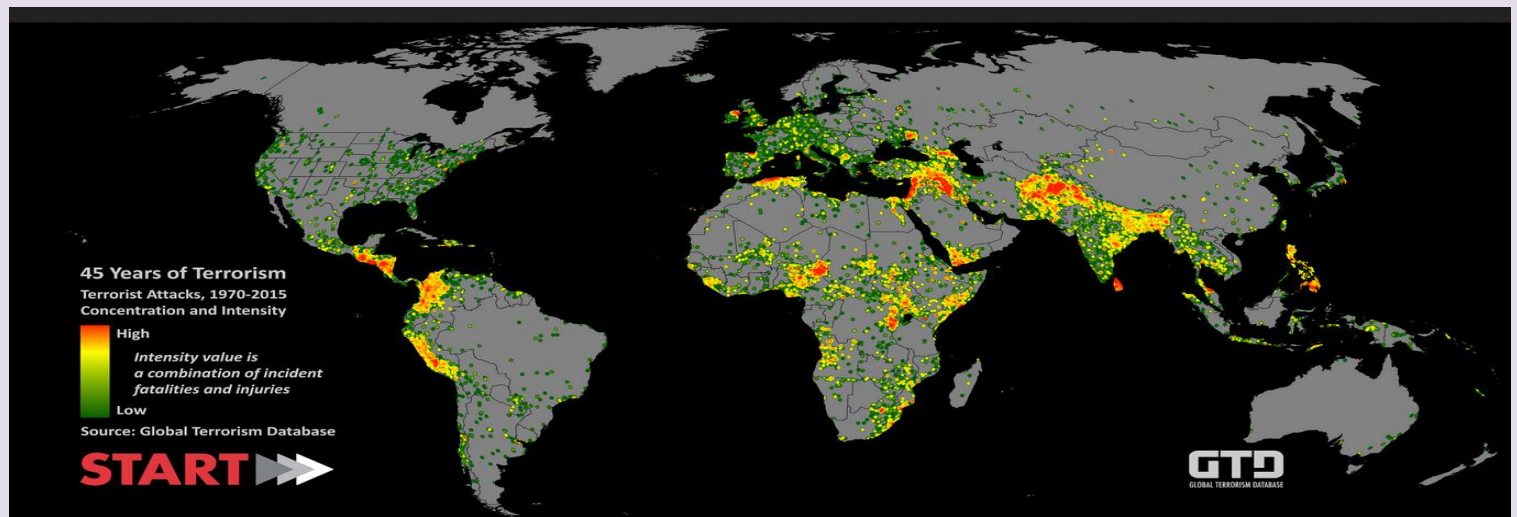 45 Years of Terrorism
Terrorist Attacks, 1970-2015
Concentration and Intensity
High
Intensity value is
a combination of incident
fatalities and injuries
Low
Source: Global Terrorism Database
START
GTD
GLOBAL TERRORISM DATABASE